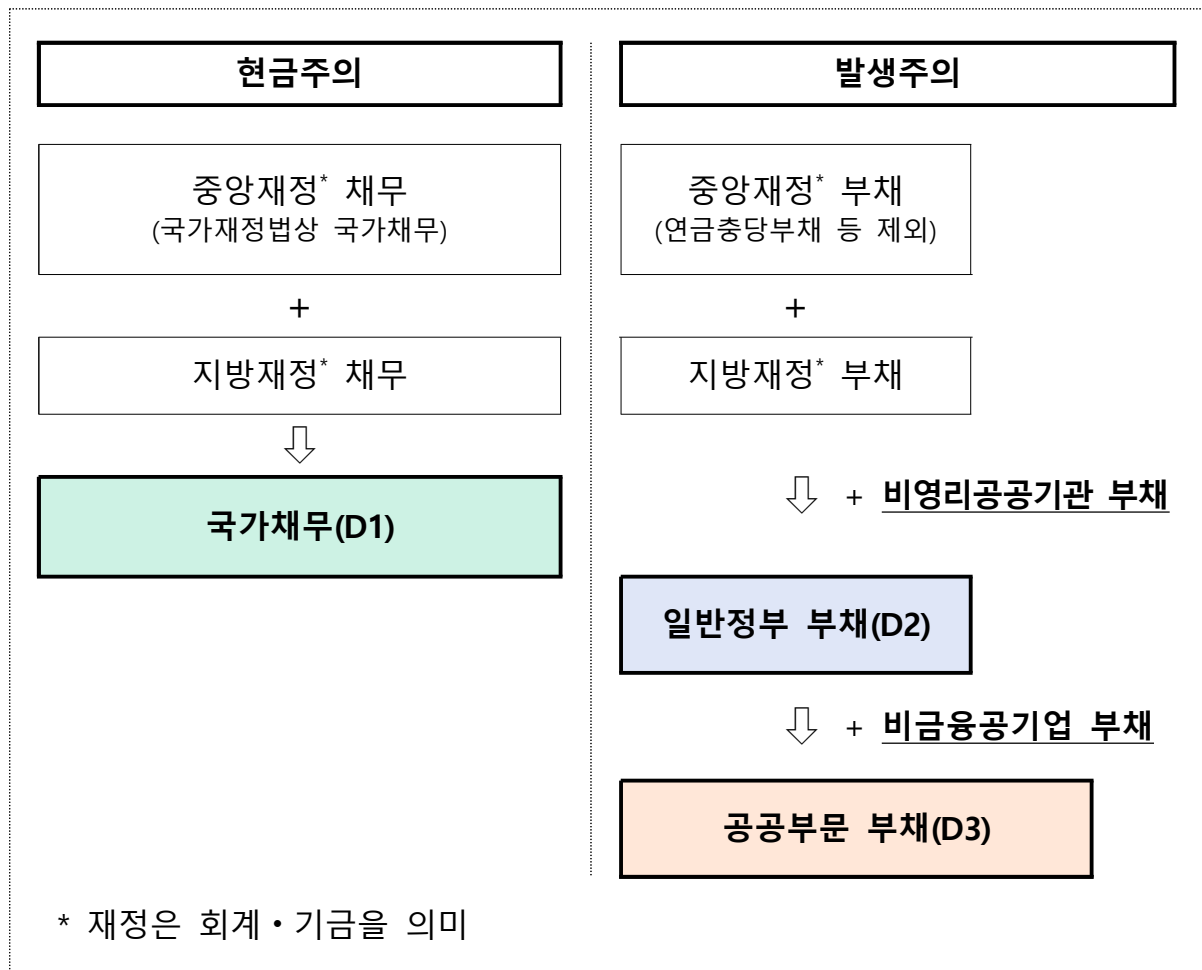 현금주의
중앙재정* 채무
(국가재정법상 국가채무)
+
지방재정* 채무
국가채무(D1)
발생주의
중앙재정* 부채
(연금충당부채 등 제외)
+
지방재정* 부채
+ 비영리공공기관 부채
일반정부 부채(D2)
+ 비금융공기업 부채
공공부문 부채(D3)
* 재정은 회계・기금을 의미